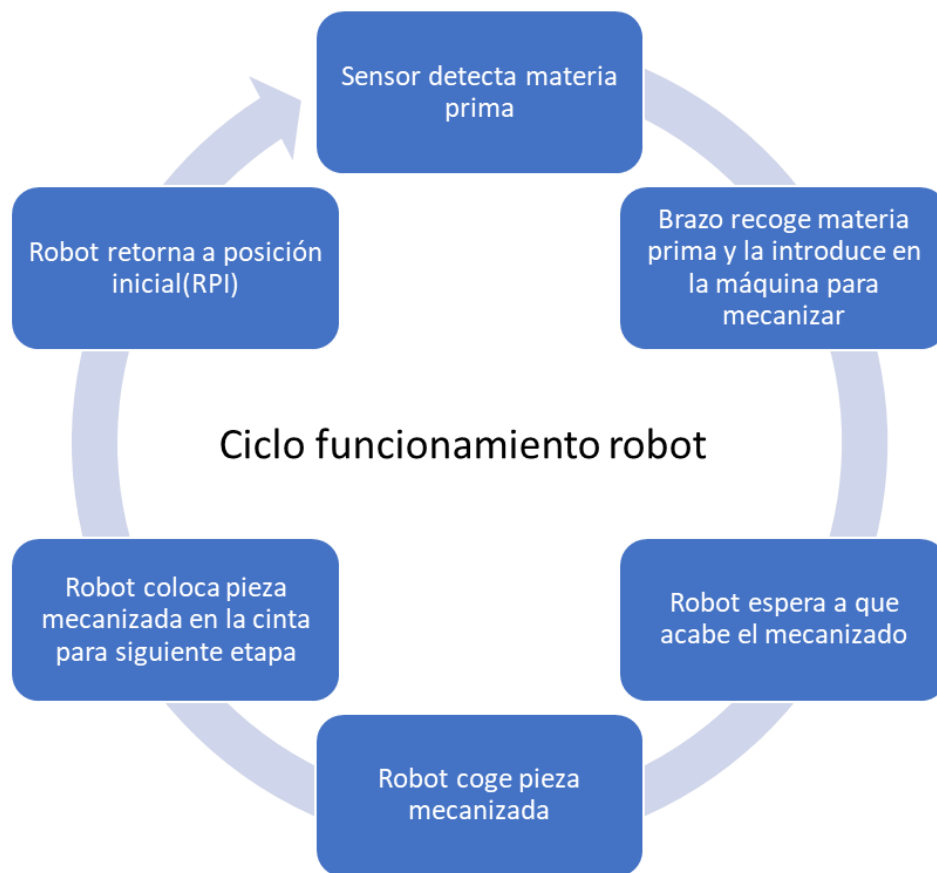 Sensor detecta materia
prima
Brazo recoge materia
prima y la introduce en
la máquina para
mecanizar
Robot espera a que
acabe el mecanizado
Robot coge pieza
mecanizada
Robot coloca pieza
mecanizada en la cinta
para siguiente etapa
Robot retorna a posición
inicial(RPI)
Ciclo funcionamiento robot